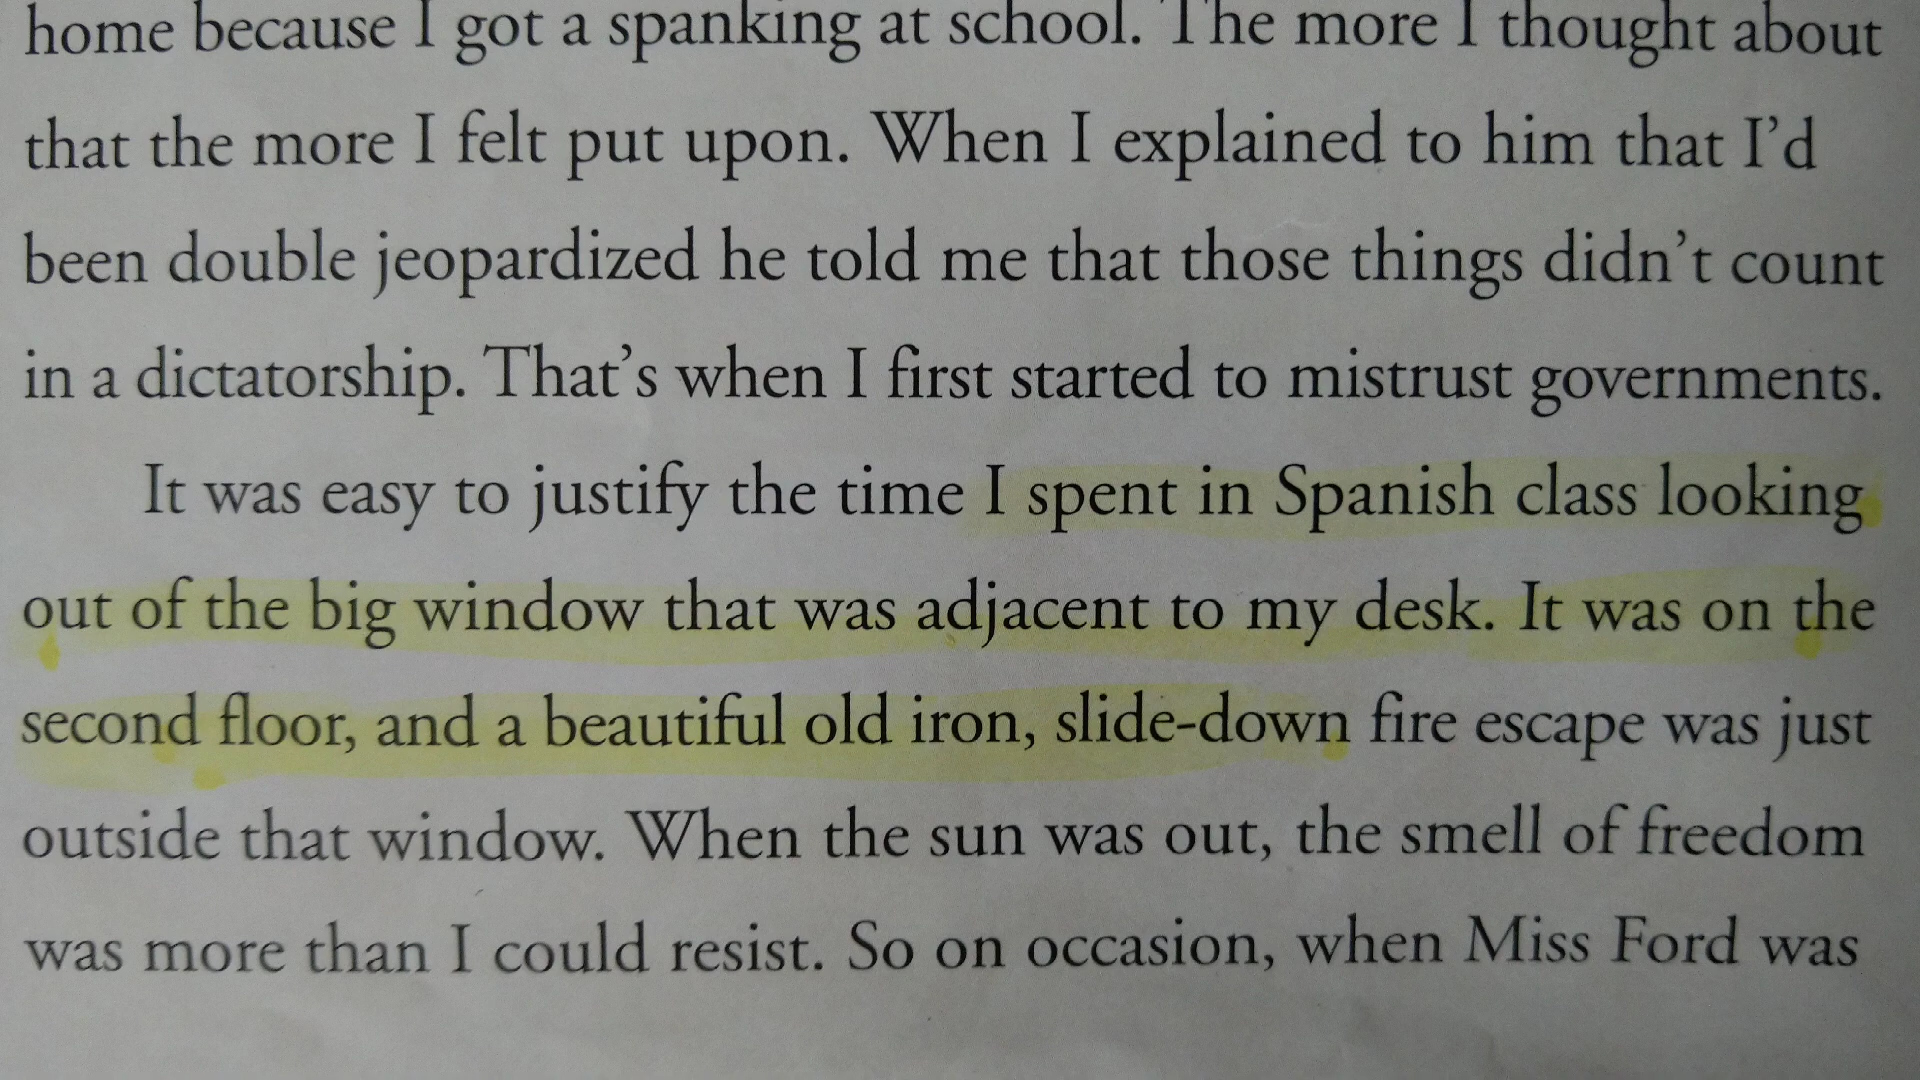 home because I got a spanking at school. The more I thought about
that the more I felt put upon. When I explained to him that I’d
been double jeopardized he told me that those things didn’t count
in a dictatorship. That’s when I first started to mistrust governments.
It was easy to justify the time I spent in Spanish class looking
out of the big window that was adjacent to my desk. It was on the
second floor, and a beautiful old iron, slide-down fire escape was just
outside that window. When the sun was out, the smell of freedom
was more than I could resist. So on occasion, when Miss Ford was